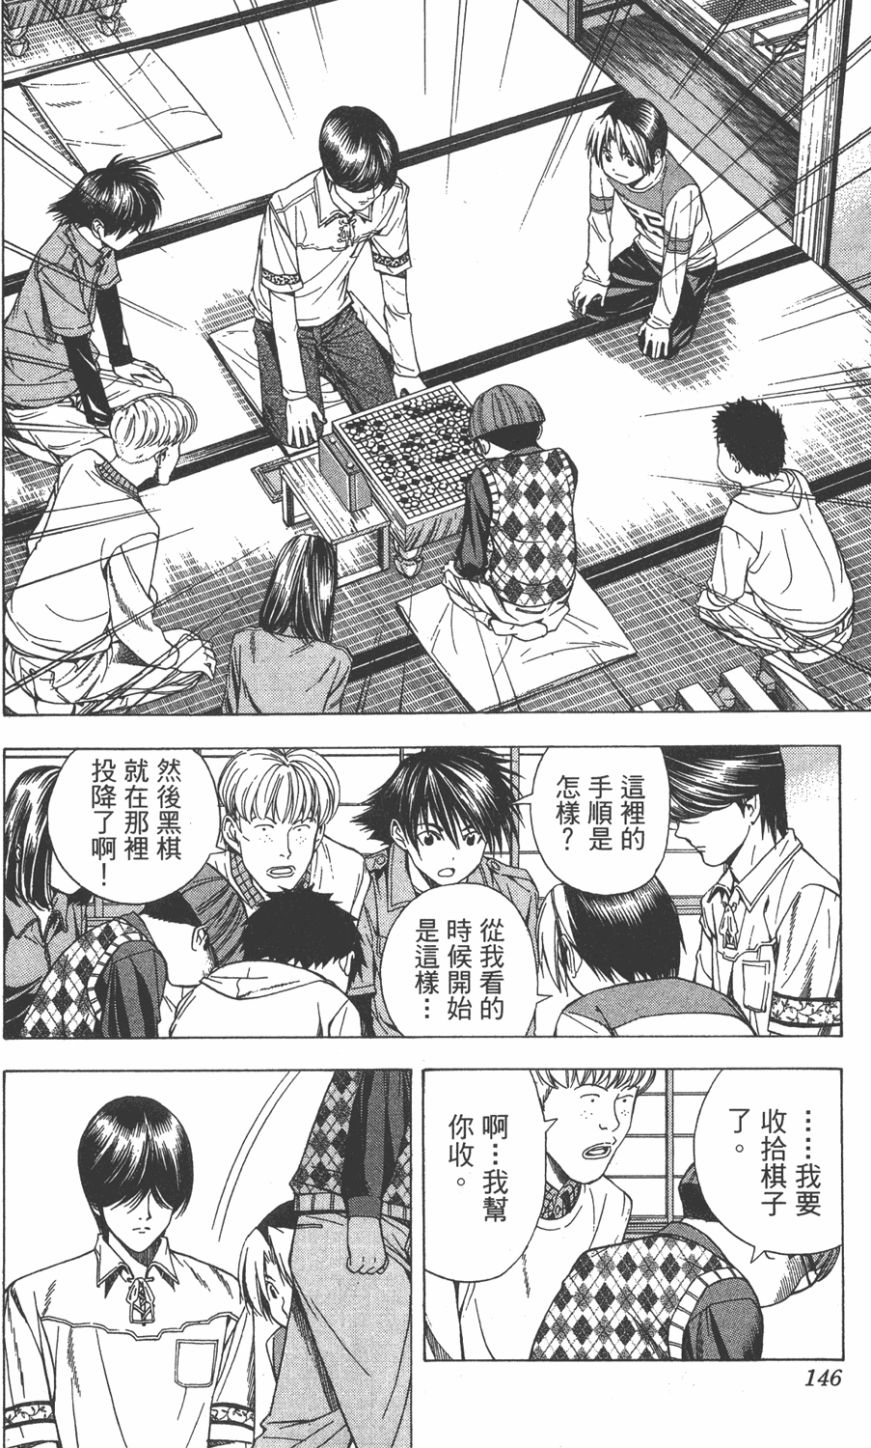 這裡的
手順是
怎樣？
從我看的
時候開始
是這樣…
然後黑棋
就在那裡
投降了啊！
……我要
收拾棋子
了。
啊…我幫
你收。
146